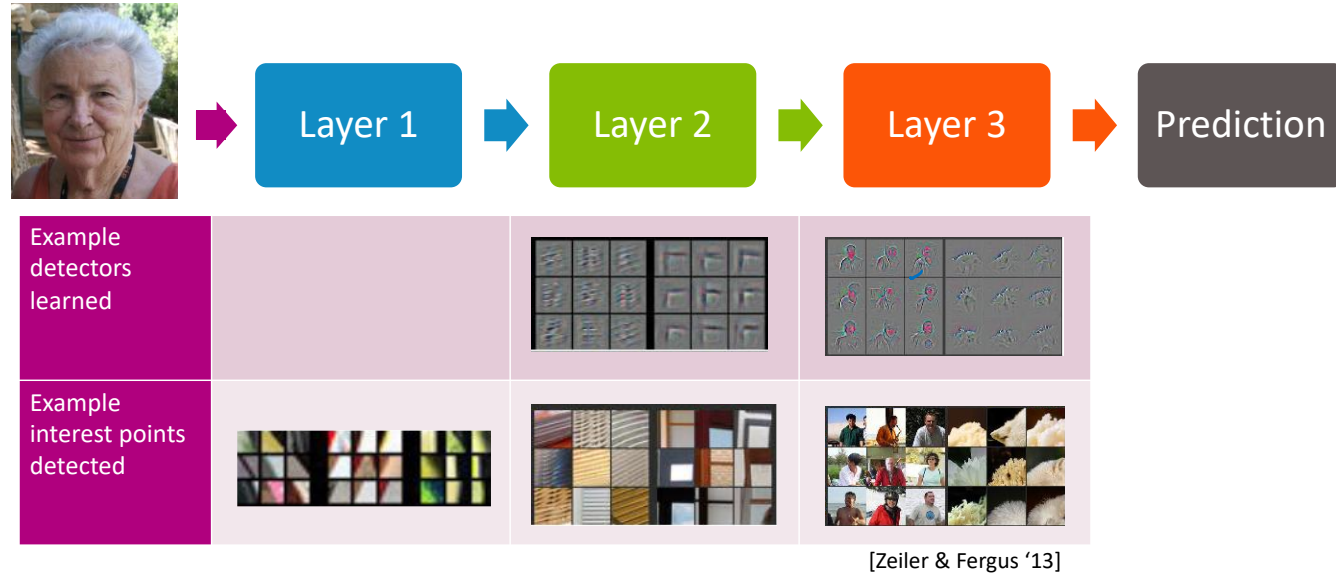 Layer 1
Layer 2
Layer 3
Prediction
Example
detectors
learned
Example
interest points
detected
[Zeiler & Fergus ‘13]